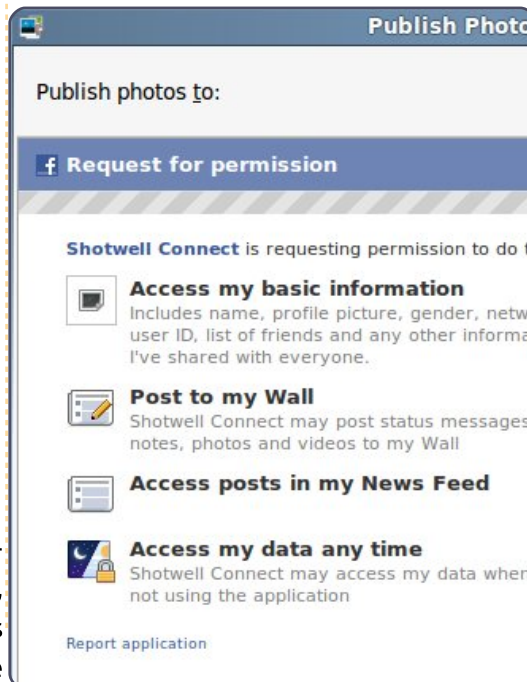 Publish Photo
Publish photos to:
Request for permission
Shotwell Connect is requesting permission to do
Access my basic information
Includes name, profile picture, gender,
user ID, list of friends and any other
I've shared with everyone.
Post to my Wall
Shotwell Connect may post status messages
notes, photos and videos to my Wall
Access posts in my News Feed
Access my data any time
Shotwell Connect may access my data when
not using the application
Report application